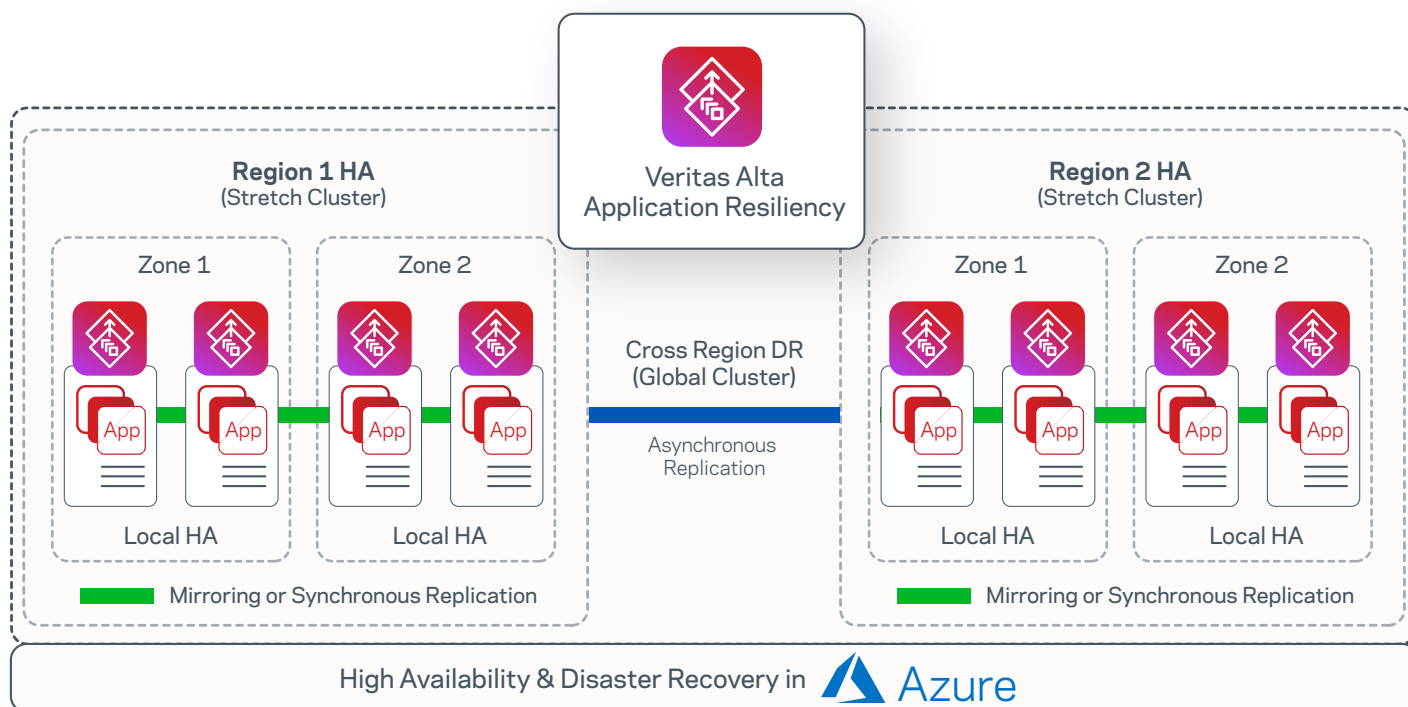 Veritas Alta
Application Resiliency
Region 1 HA
(Stretch Cluster)
Zone 1
Zone 2
App
App
App
App
Local HA
Local HA
Mirroring or Synchronous Replication
Cross Region DR
(Global Cluster)
Asynchronous
Replication
Region 2 HA
(Stretch Cluster)
Zone 1
Zone 2
App
App
App
App
Local HA
Local HA
Mirroring or Synchronous Replication
High Availability & Disaster Recovery in Azure